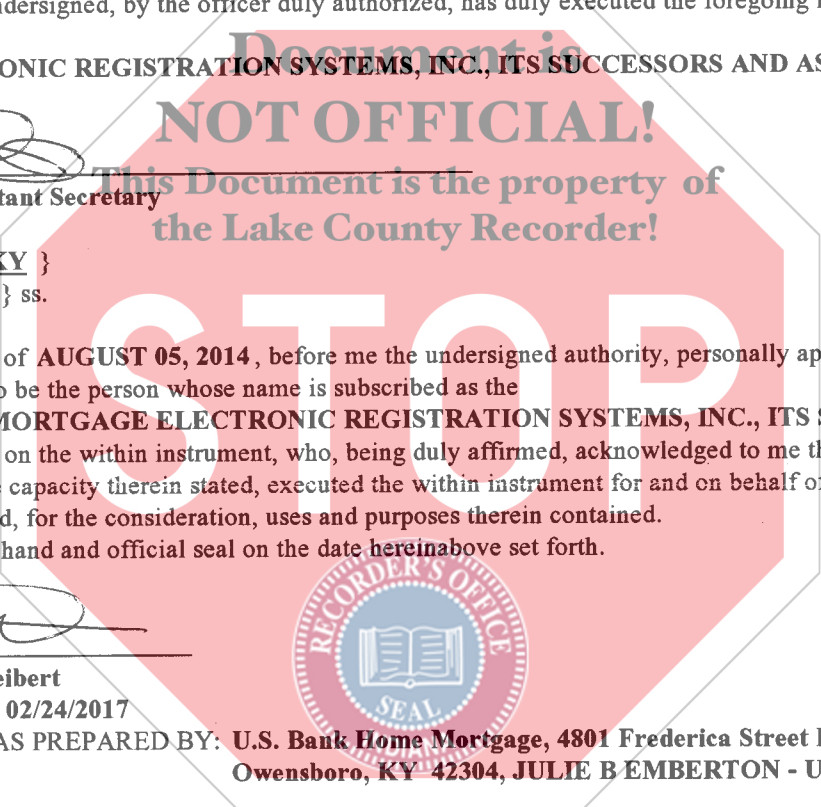 ndersigned, by the officer duly authorized, has duly executed the foregoing
Document is
ONIC REGISTRATION SYSTEMS, INC., ITS SUCCESSORS AND AS
NOT OFFICIAL!
This Document is the property of
tant Secretary
the Lake County Recorder!
KY }
} ss.
STOP
of AUGUST 05, 2014, before me the undersigned authority, personally ap
o be the person whose name is subscribed as the
MORTGAGE ELECTRONIC REGISTRATION SYSTEMS, INC., ITS S
on the within instrument, who, being duly affirmed, acknowledged to me th
capacity therein stated, executed the within instrument for and on behalf of
d, for the consideration, uses and purposes therein contained.
hand and official seal on the date hereinabove set forth.
RECORDER'S OFFICE
SEAL
INDIANA
eibert
02/24/2017
AS PREPARED BY: U.S. Bank Home Mortgage, 4801 Frederica Street
Owensboro, KY 42304, JULIE B EMBERTON - U